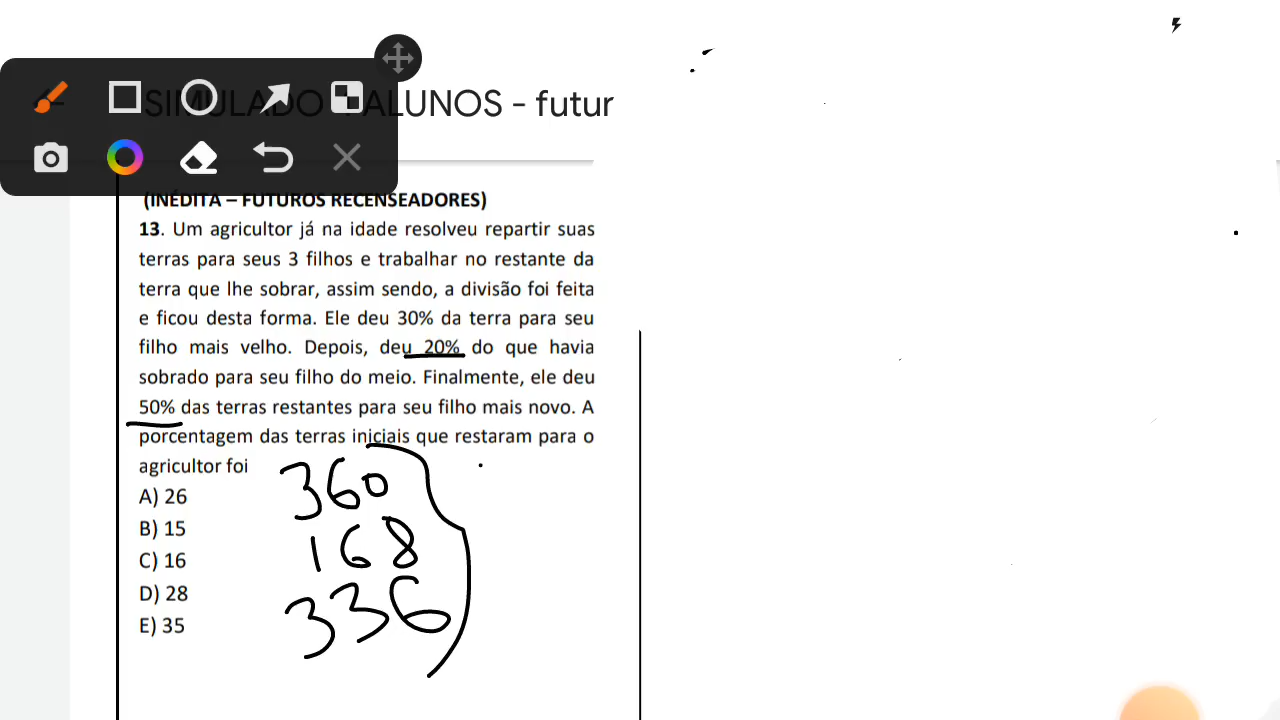 SIMULADO 1 ALUNOS - futur
(INÉDITA – FUTUROS RECENSEADORES)
13. Um agricultor já na idade resolveu repartir suas
terras para seus 3 filhos e trabalhar no restante da
terra que lhe sobrar, assim sendo, a divisão foi feita
e ficou desta forma. Ele deu 30% da terra para seu
filho mais velho. Depois, deu 20% do que havia
sobrado para seu filho do meio. Finalmente, ele deu
50% das terras restantes para seu filho mais novo. A
porcentagem das terras iniciais que restaram para o
agricultor foi
A) 26
B) 15
C) 16
D) 28
E) 35
360
168
336